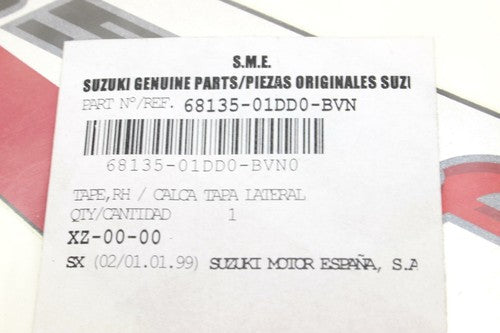 S.M.E.
SUZUKI GENUINE PARTS/PIEZAS ORIGINALES SUZU
PART Nº/REF. 68135-01DD0-BVN
68135-01DD0-BVN0
TAPE,RH / CALCA TAPA LATERAL
QTY/CANTIDAD 1
XZ-00-00
SX (02/01.01.99) SUZUKI MOTOR ESPAÑA, S.A